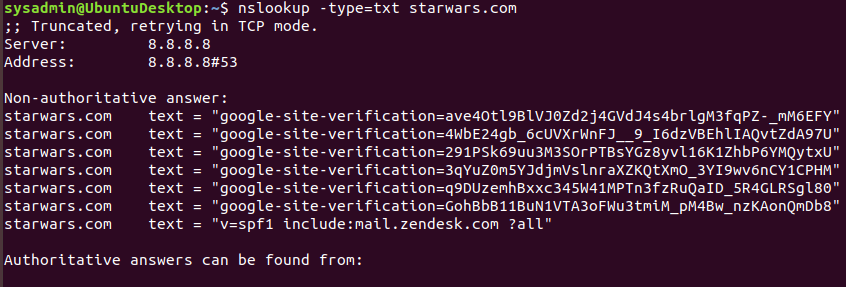 sysadmin@UbuntuDesktop:~$ nslookup -type=txt starwars.com
;; Truncated, retrying in TCP mode.
Server:         8.8.8.8
Address:        8.8.8.8#53

Non-authoritative answer:
starwars.com    text = "google-site-verification=ave4Otl9BlVJ0Zd2j4GVdJ4s4brlgM3fqPZ-_mM6EFY"
starwars.com    text = "google-site-verification=4WbE24gb_6cUVXrWnFJ__9_I6dzVBEhlIAQvtZdA97U"
starwars.com    text = "google-site-verification=291PSk69uu3M3SOrPTBsYGz8yvl16K1ZhbP6YMQytxU"
starwars.com    text = "google-site-verification=3qYuZ0m5YJdjmVslnraXZKQtXmO_3YI9wv6nCY1CPHM"
starwars.com    text = "google-site-verification=q9DUzemhBxxc345W41MPTn3fzRuQaID_5R4GLRSgl80"
starwars.com    text = "google-site-verification=GohBbB11BuN1VTA3oFWu3tmiM_pM4Bw_nzKAonQmDb8"
starwars.com    text = "v=spf1 include:mail.zendesk.com ?all"

Authoritative answers can be found from: